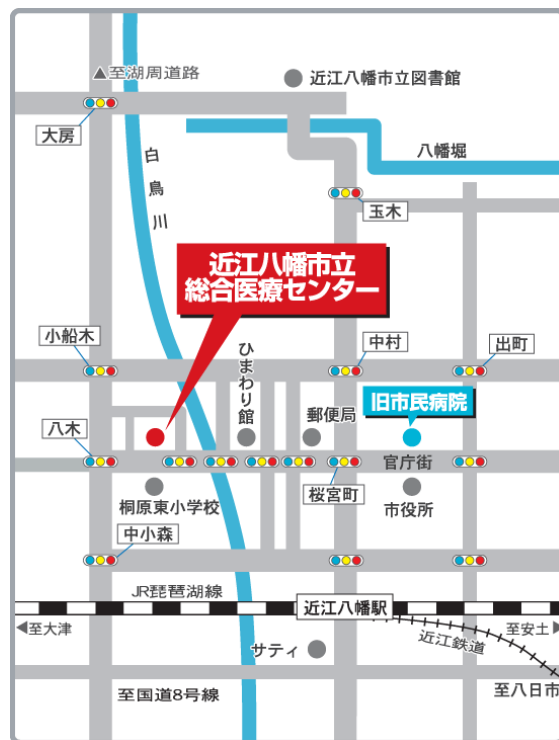 ▲至湖周道路
近江八幡市立図書館
大房
八幡堀
白鳥川
玉木
近江八幡市立
総合医療センター
小船木
ひまわり館
中村
出町
旧市民病院
郵便局
八木
官庁街
桜宮町
桐原東小学校
市役所
中小森
JR琵琶湖線
近江八幡駅
◀至大津
至安土▶
近江鉄道
サティ
至国道8号線
至八日市